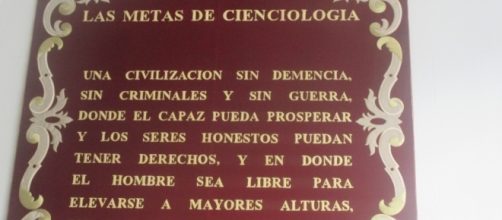 LAS METAS DE CIENCIOLOGIA
UNA CIVILIZACION SIN DEMENCIA,
SIN CRIMINALES Y SIN GUERRA,
DONDE EL CAPAZ PUEDA PROSPERAR
Y LOS SERES HONESTOS PUEDAN
TENER DERECHOS, Y EN DONDE
EL HOMBRE SEA LIBRE PARA
ELEVARSE A MAYORES ALTURAS,